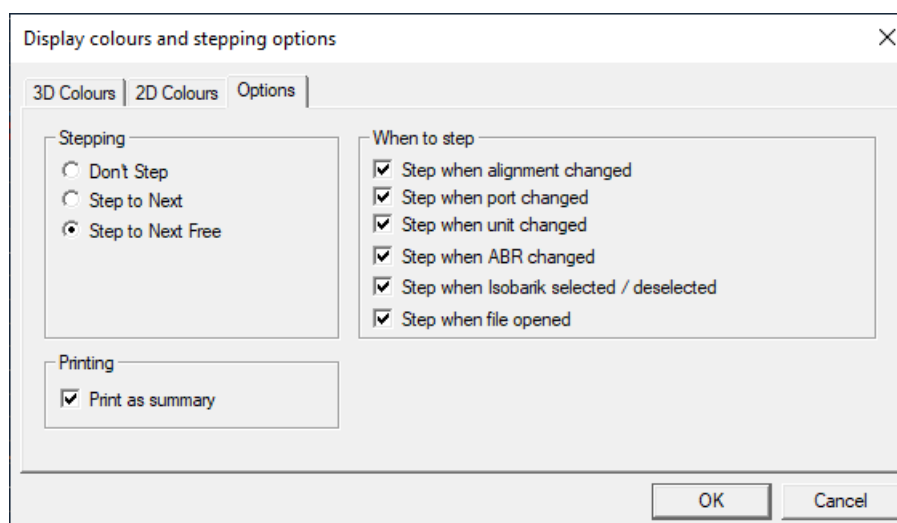 Display colours and stepping options
3D Colours 2D Colours Options
Stepping
Don't Step
Step to Next
Step to Next Free
When to step
Step when alignment changed
Step when port changed
Step when unit changed
Step when ABR changed
Step when Isobarik selected / deselected
Step when file opened
Printing
Print as summary
OK Cancel